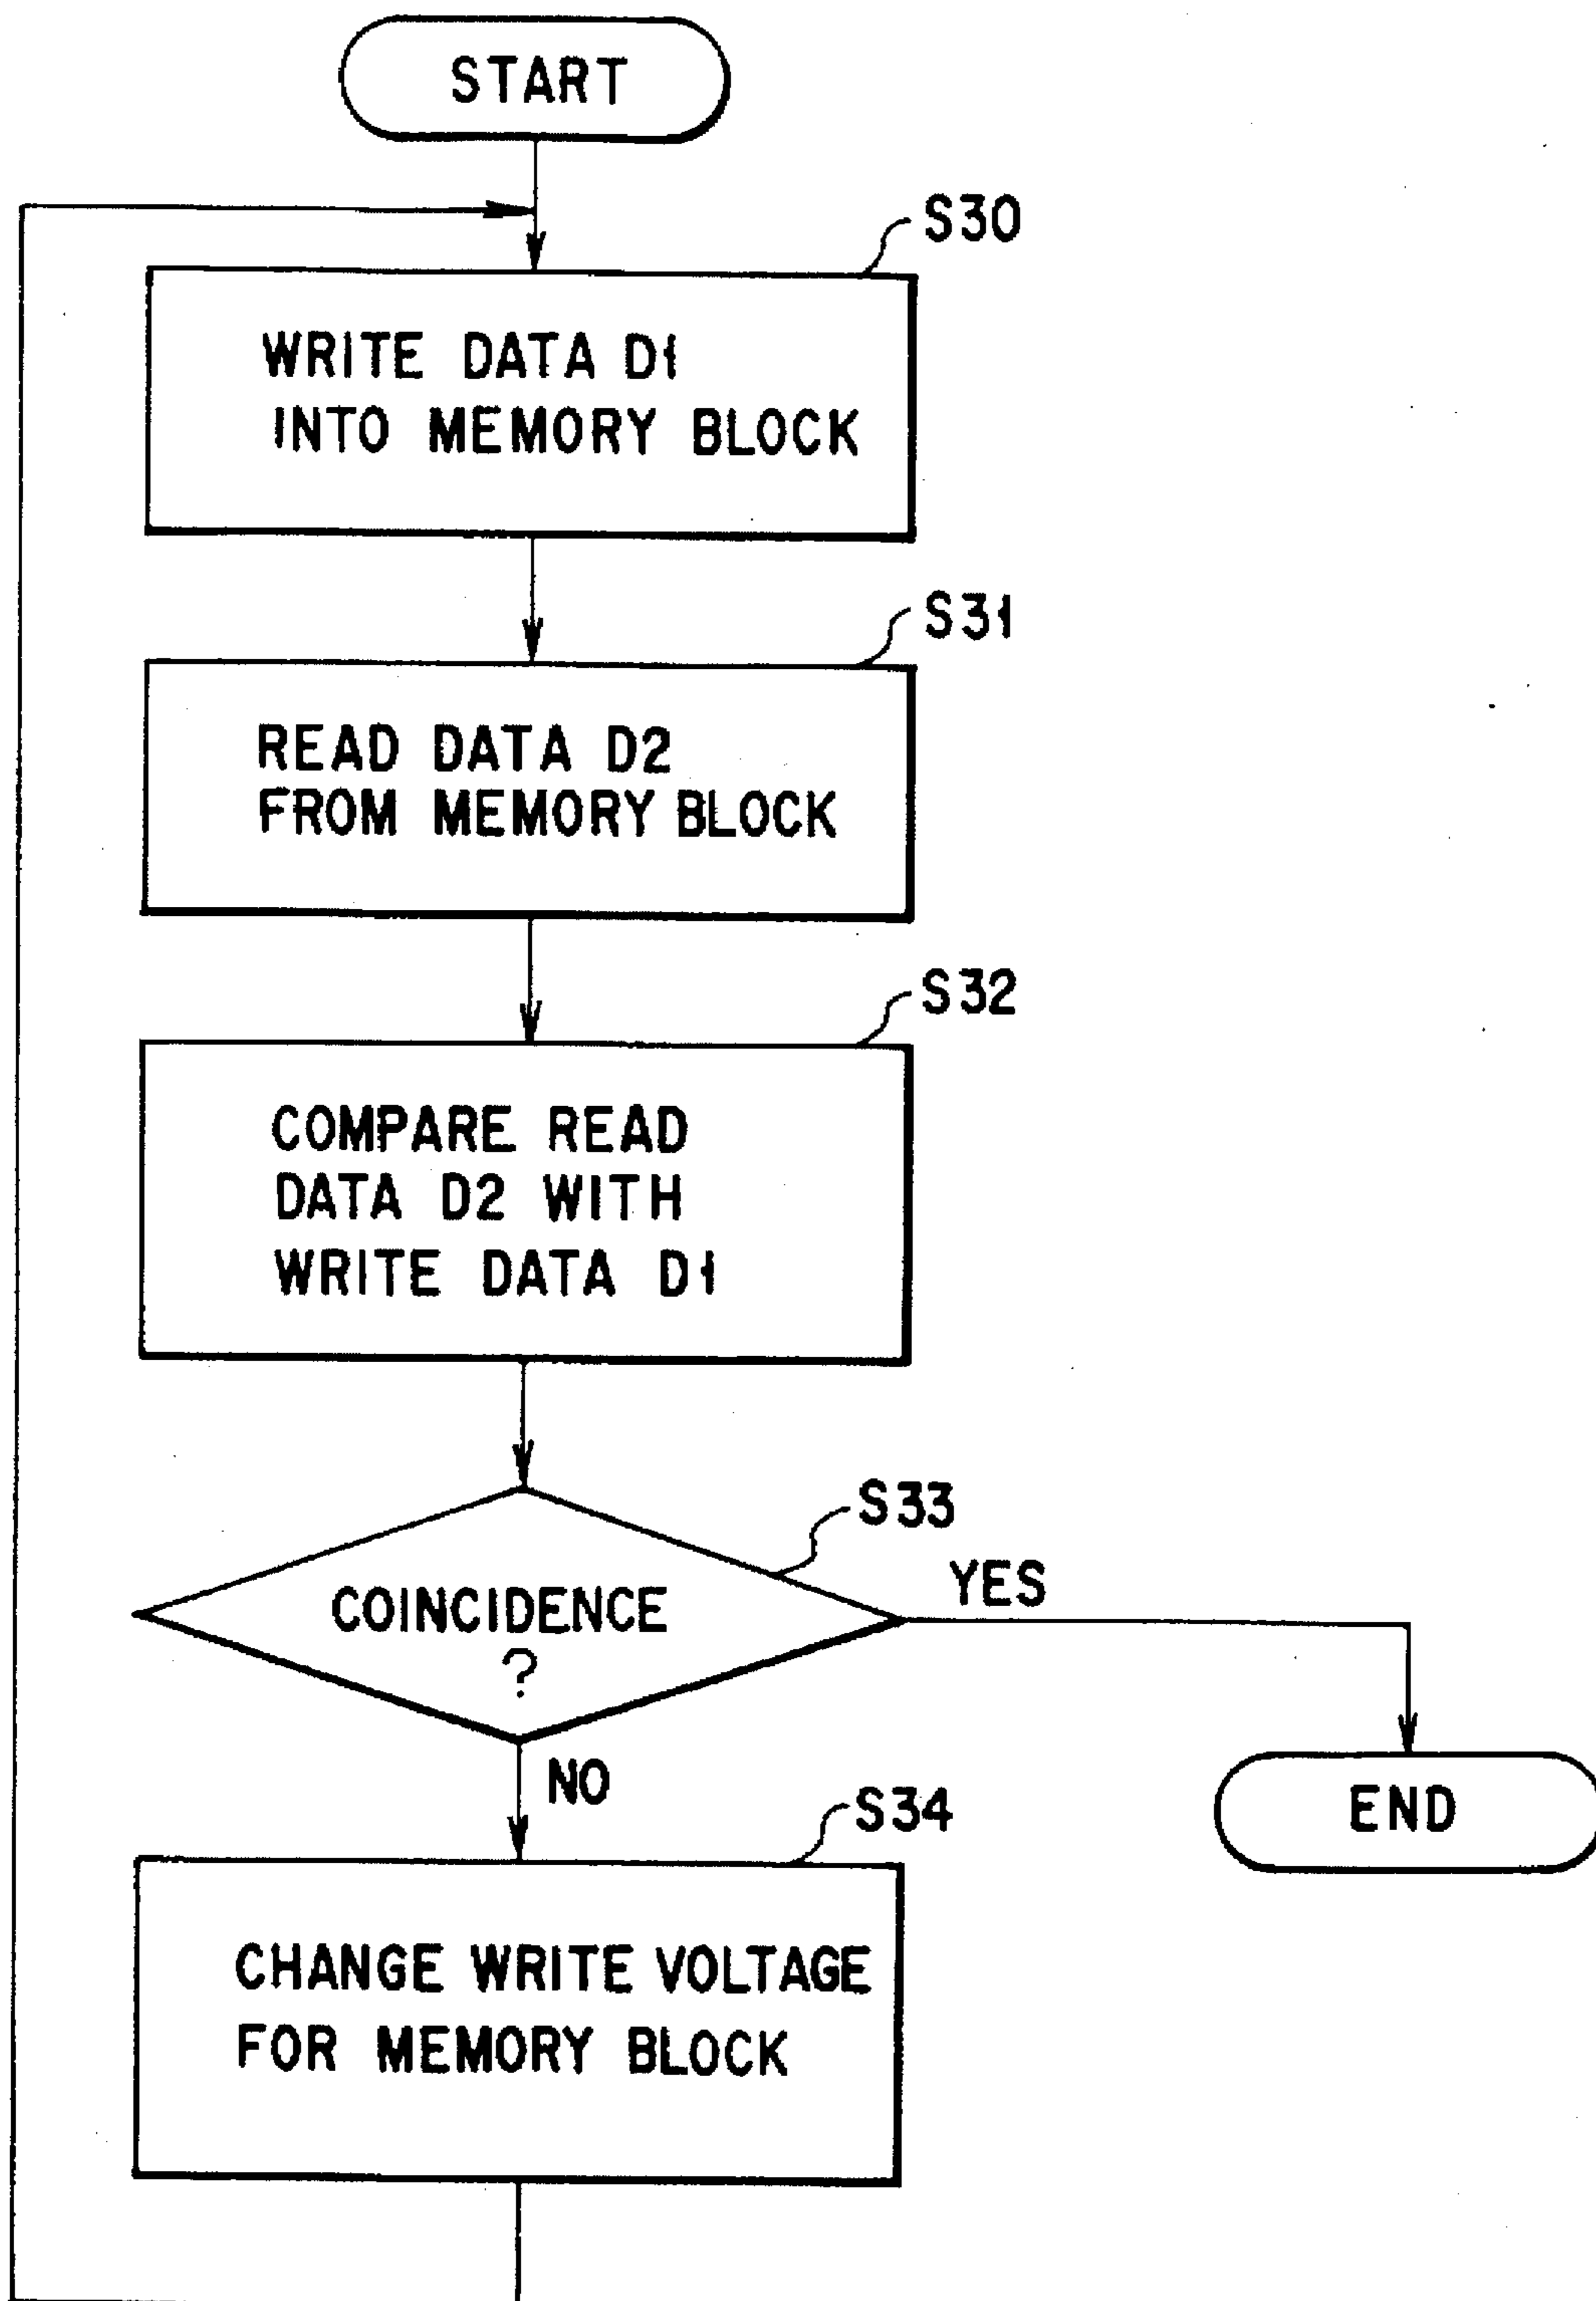 START
S30
WRITE DATA D1
INTO MEMORY BLOCK
S31
READ DATA D2
FROM MEMORY BLOCK
S32
COMPARE READ
DATA D2 WITH
WRITE DATA D1
S33
COINCIDENCE
?
YES
NO
END
S34
CHANGE WRITE VOLTAGE
FOR MEMORY BLOCK